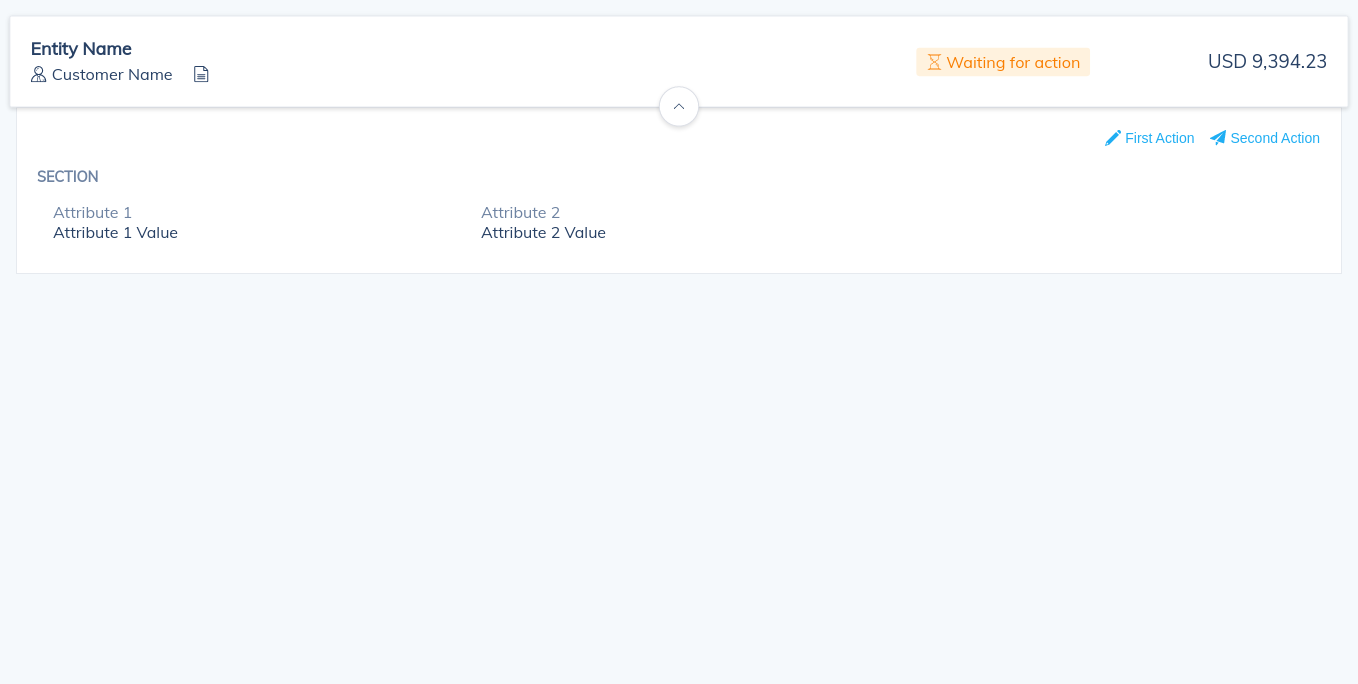 Entity Name
Customer Name
Waiting for action
USD 9,394.23
First Action
Second Action
SECTION
Attribute 1
Attribute 2
Attribute 1 Value
Attribute 2 Value